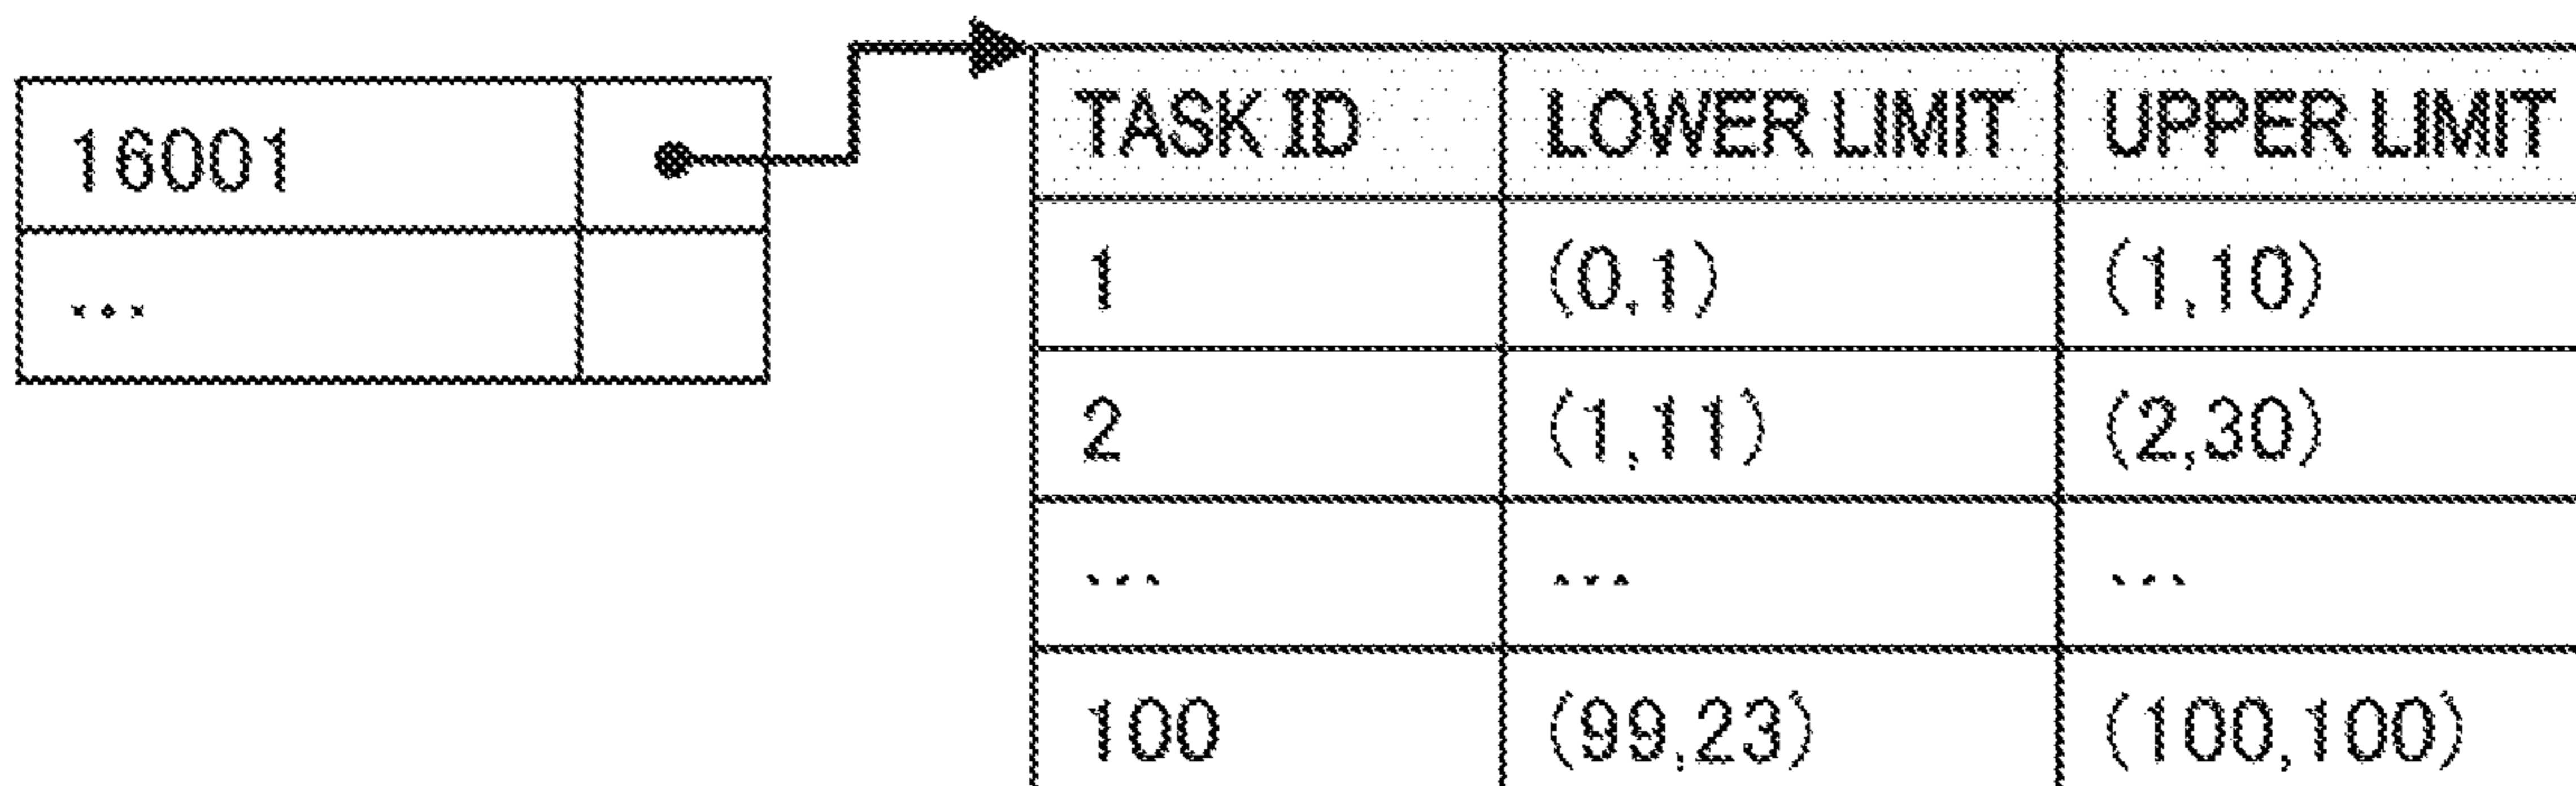 16001
...
TASK ID LOWER LIMIT UPPER LIMIT
1 (0,1) (1,10)
2 (1,11) (2,30)
... ... ...
100 (99,23) (100,100)